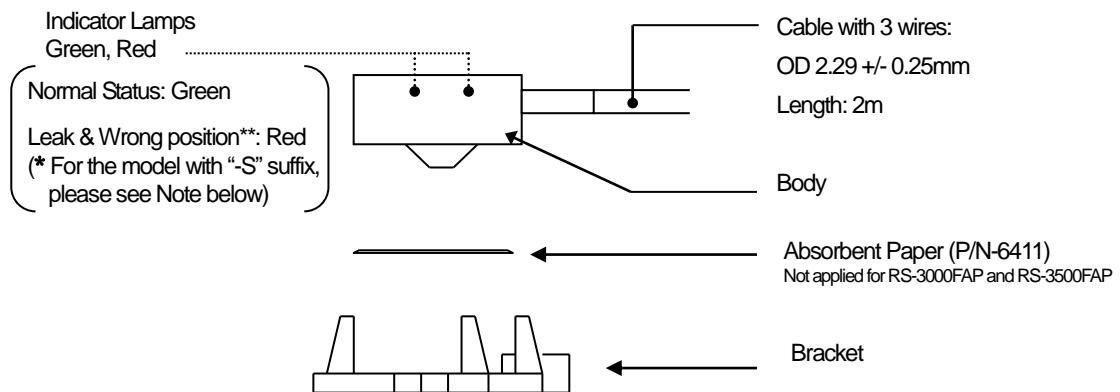 Indicator Lamps
Green, Red
Normal Status: Green
Leak & Wrong position**: Red
(* For the model with “-S” suffix,
please see Note below)
Cable with 3 wires:
OD 2.29 +/- 0.25mm
Length: 2m
Body
Absorbent Paper (P/N-6411)
Not applied for RS-3000FAP and RS-3500FAP
Bracket